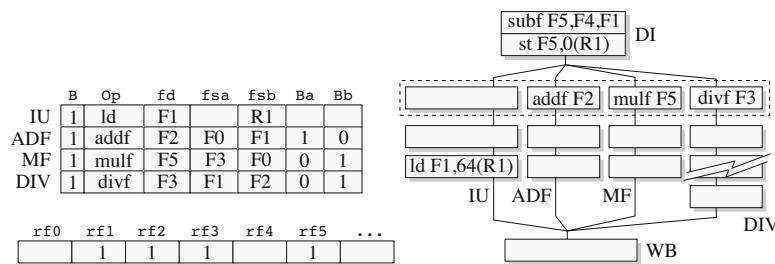 subf F5,F4,F1
st F5,0(R1)
DI
B Op fd fsa fsb Ba Bb
IU 1 ld F1 R1
ADF 1 addf F2 F0 F1 1 0
MF 1 mulf F5 F3 F0 0 1
DIV 1 divf F3 F1 F2 0 1
addf F2 mulf F5 divf F3
ld F1,64(R1)
IU ADF MF
DIV
rf0 rf1 rf2 rf3 rf4 rf5 ...
1 1 1 1
WB